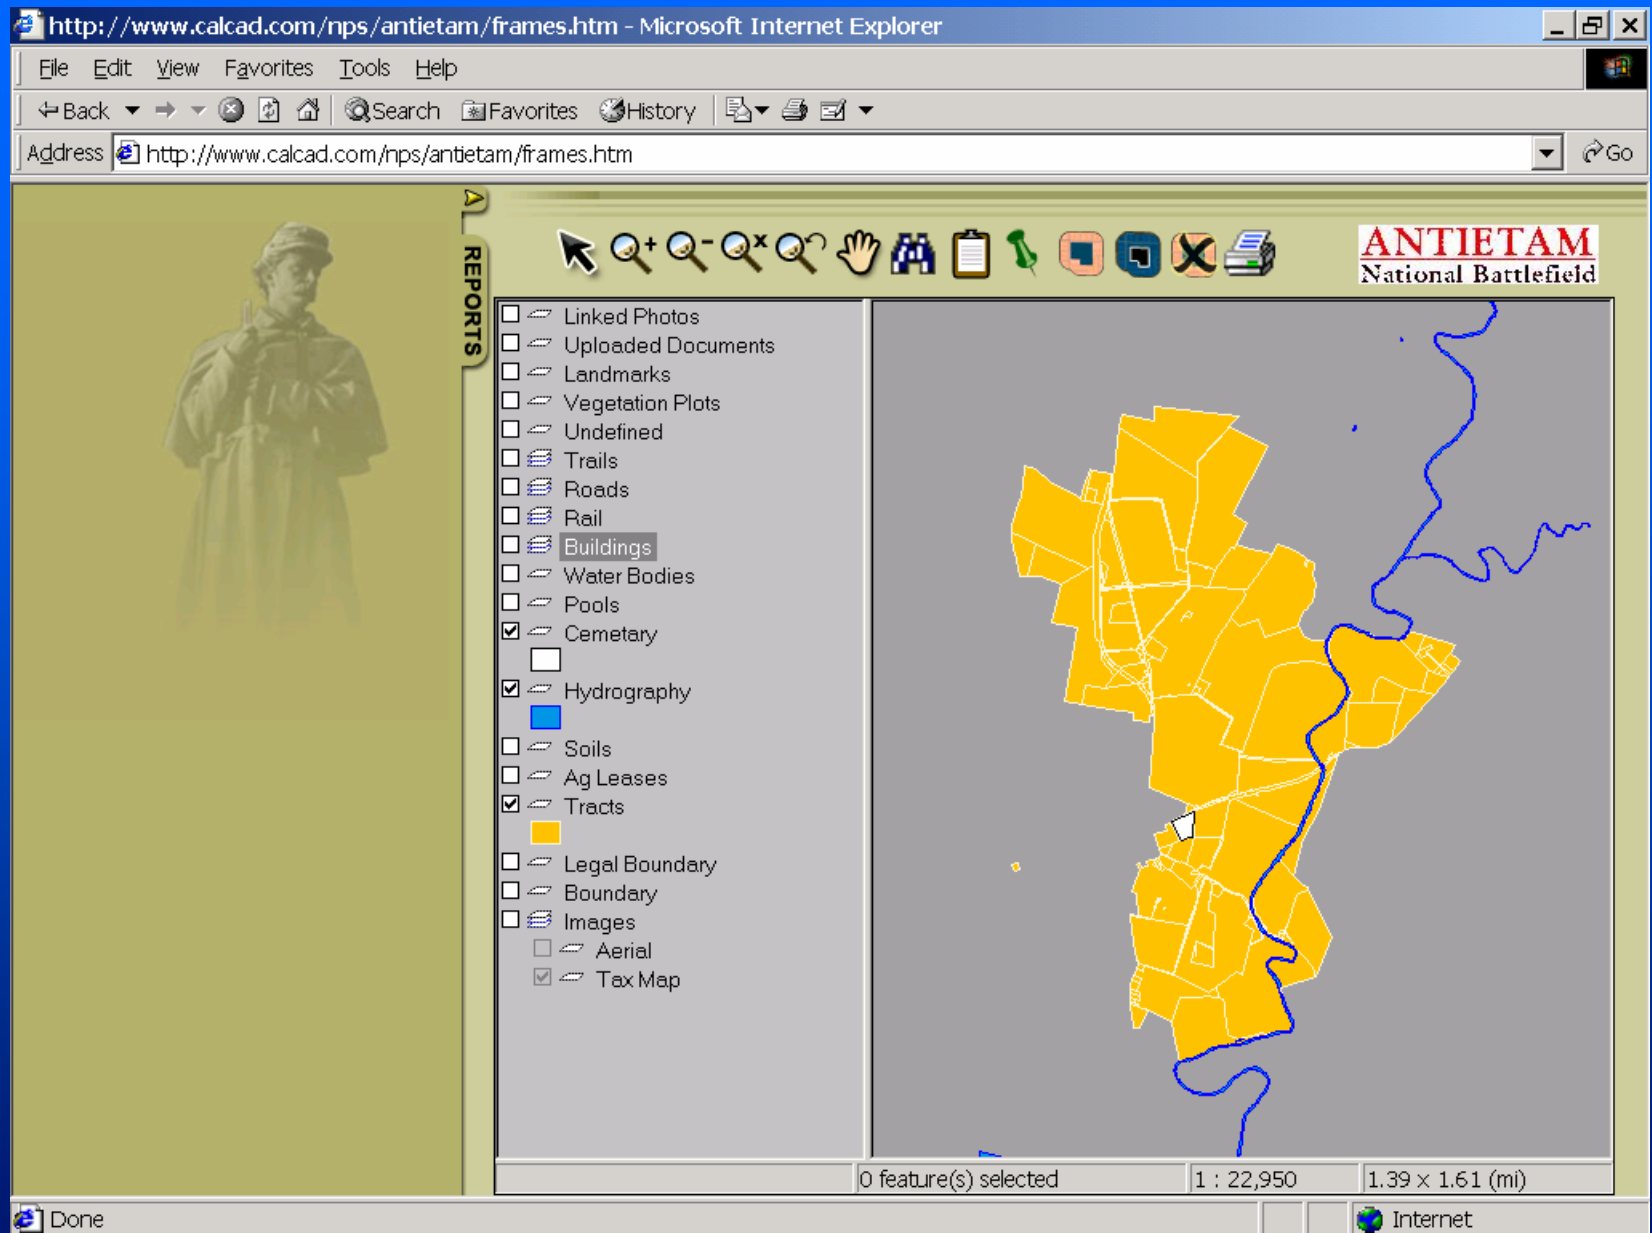 http://www.calcad.com/nps/antietam/frames.htm - Microsoft Internet Explorer
File Edit View Favorites Tools Help
Back Search Favorites History
Address http://www.calcad.com/nps/antietam/frames.htm Go
REPORTS
ANTIETAM
National Battlefield
Linked Photos
Uploaded Documents
Landmarks
Vegetation Plots
Undefined
Trails
Roads
Rail
Buildings
Water Bodies
Pools
Cemetary
Hydrography
Soils
Ag Leases
Tracts
Legal Boundary
Boundary
Images
Aerial
Tax Map
0 feature(s) selected 1 : 22,950 1.39 x 1.61 (mi)
Done Internet